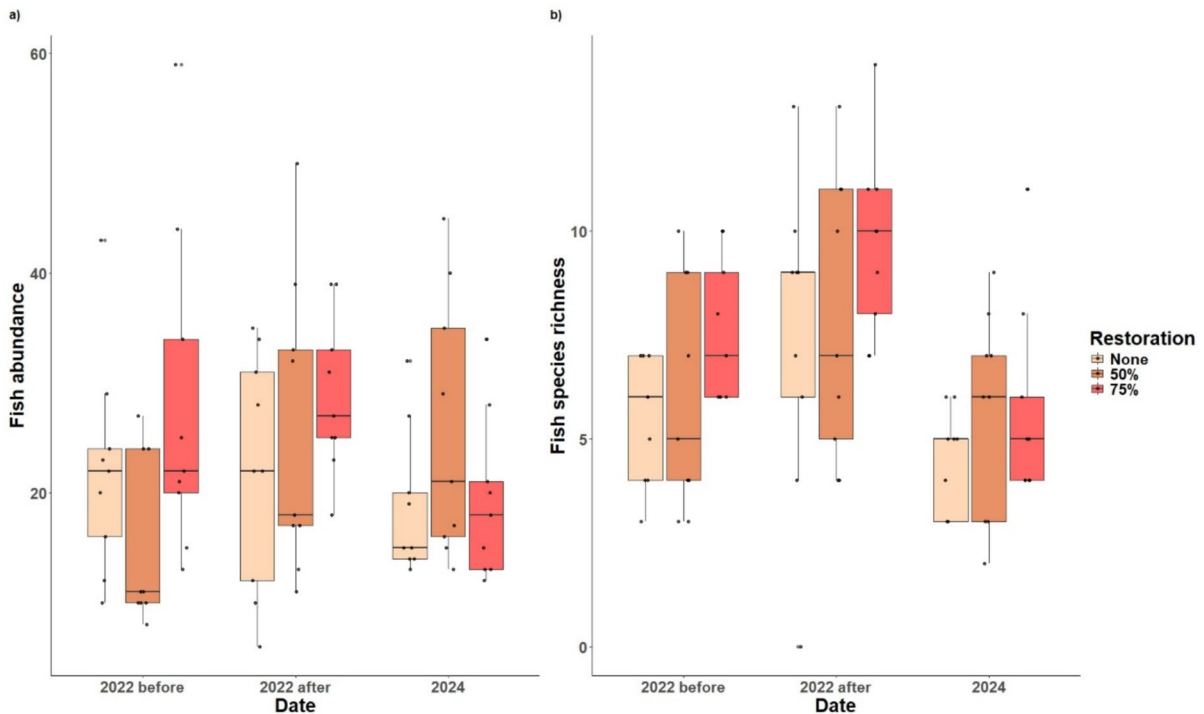 a)
Fish abundance
60
40
20
2022 before
2022 after
2024
Date
b)
Fish species richness
10
5
0
2022 before
2022 after
2024
Date
Restoration
None
50%
75%